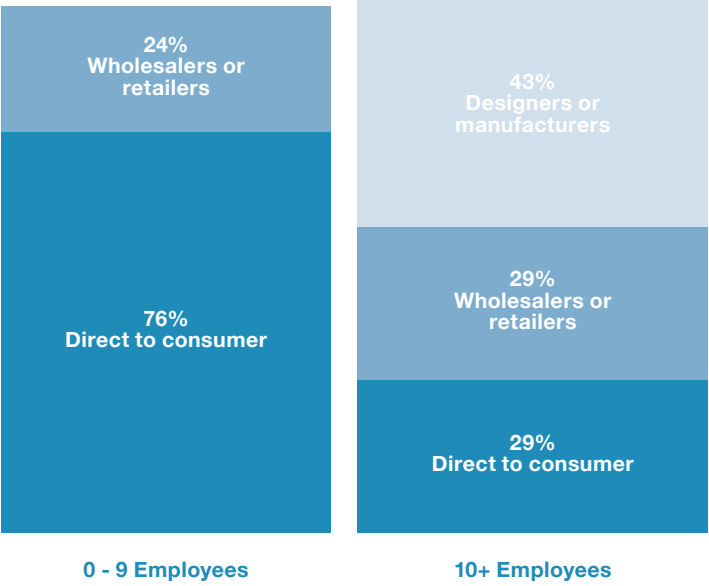 24%
Wholesalers or
retailers
76%
Direct to consumer
0 - 9 Employees
43%
Designers or
manufacturers
29%
Wholesalers or
retailers
29%
Direct to consumer
10+ Employees